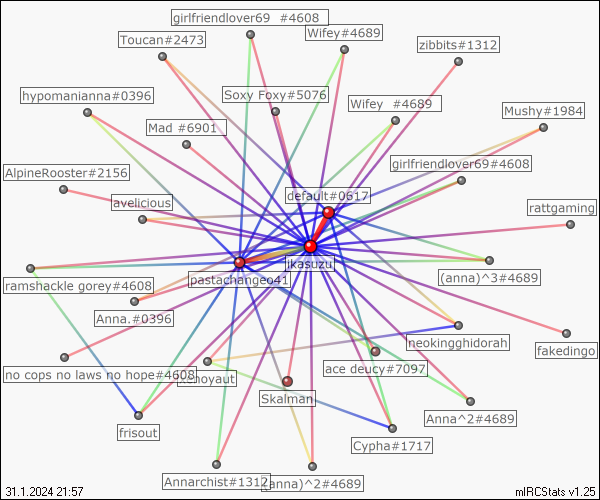 girlfriendlover69 #4608
Toucan#2473
Wifey#4689
zibbits#1312
hypomanianna#0396
Soxy Foxy#5076
Wifey #4689
Mushy#1984
Mad #6901
girlfriendlover69#4608
AlpineRooster#2156
default#0617
avelicious
rattgaming
jkasuzu
pastachangeo41
(anna)^3#4689
ramshackle gorey#4608
Anna.#0396
neokingghidorah
fakedingo
no cops no laws no hope#4608
ace deucy#7097
Skalman
Anna^2#4689
frisout
Cypha#1717
Annarchist#1312
(anna)^2#4689
31.1.2024 21:57
mIRCStats v1.25